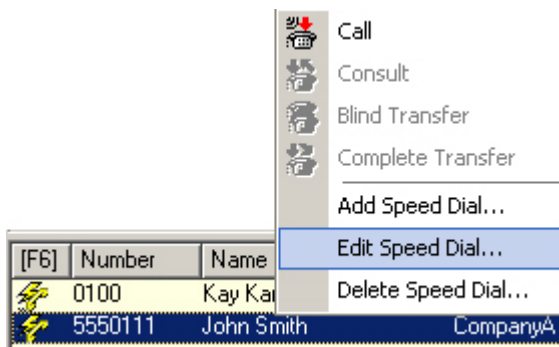 Call
Consult
Blind Transfer
Complete Transfer
Add Speed Dial...
Edit Speed Dial...
Delete Speed Dial...
[F6] Number Name
0100 Kay
5550111 John Smith CompanyA